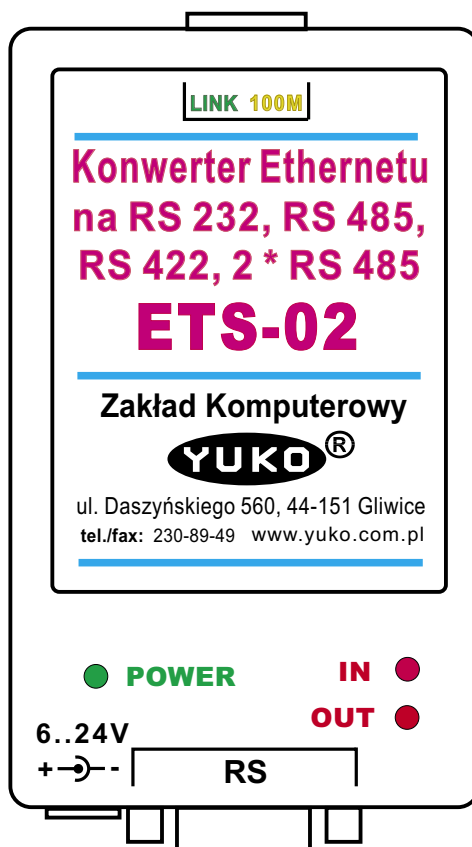 LINK 100M
Konwerter Ethernetu
na RS 232, RS 485,
RS 422, 2 * RS 485
ETS-02
Zakład Komputerowy
YUKO ®
ul. Daszyńskiego 560, 44-151 Gliwice
tel./fax: 230-89-49 www.yuko.com.pl
POWER IN
OUT
6..24V
+ -
RS